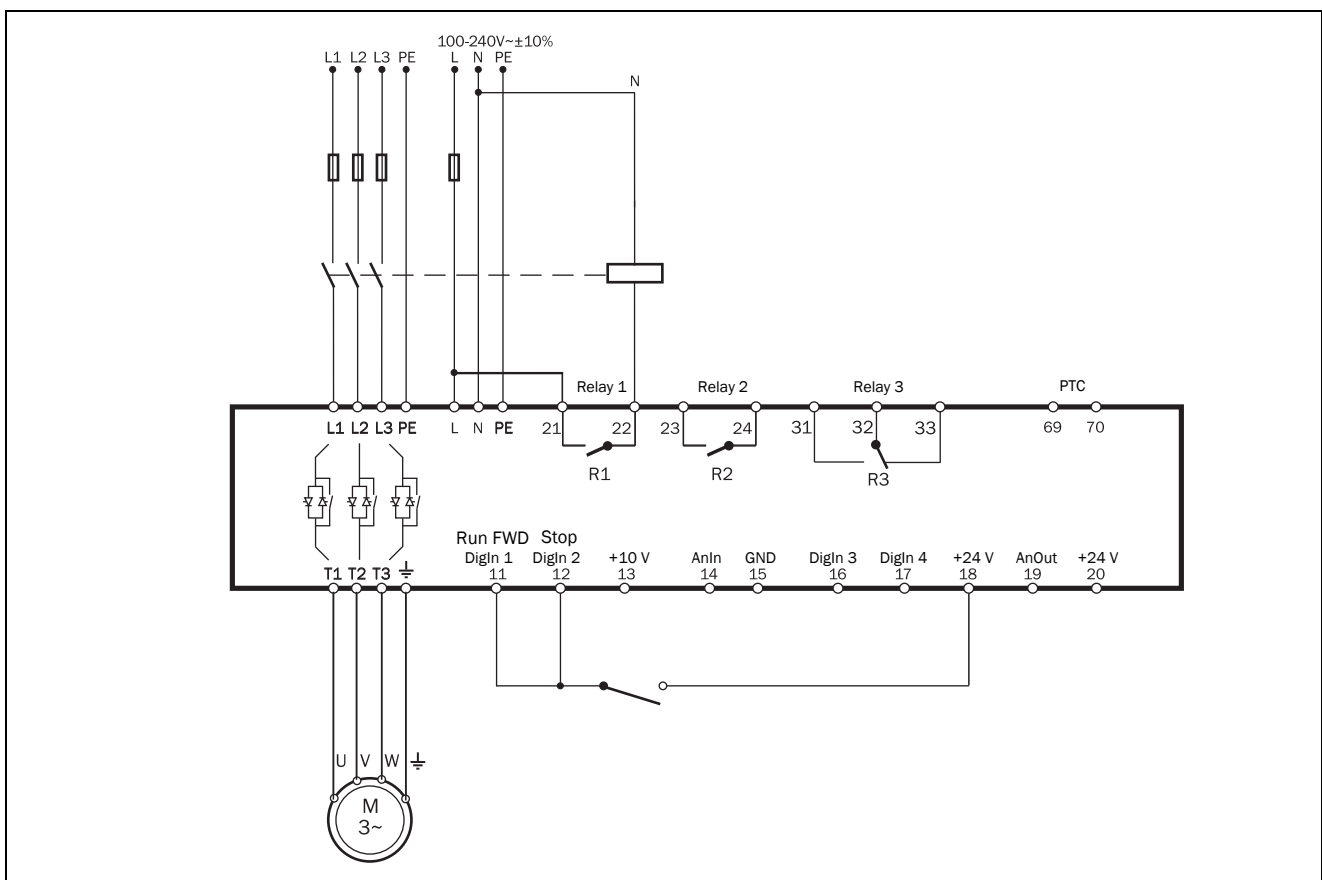 100-240V~±10%
L1 L2 L3 PE L N PE
N
Relay 1 Relay 2 Relay 3 PTC
L1 L2 L3 PE L N PE 21 22 23 24 31 32 33 69 70
R1 R2 R3
Run FWD Stop
DigIn 1 DigIn 2 +10 V AnIn GND DigIn 3 DigIn 4 +24 V AnOut +24 V
T1 T2 T3 11 12 13 14 15 16 17 18 19 20
U V W
M
3~